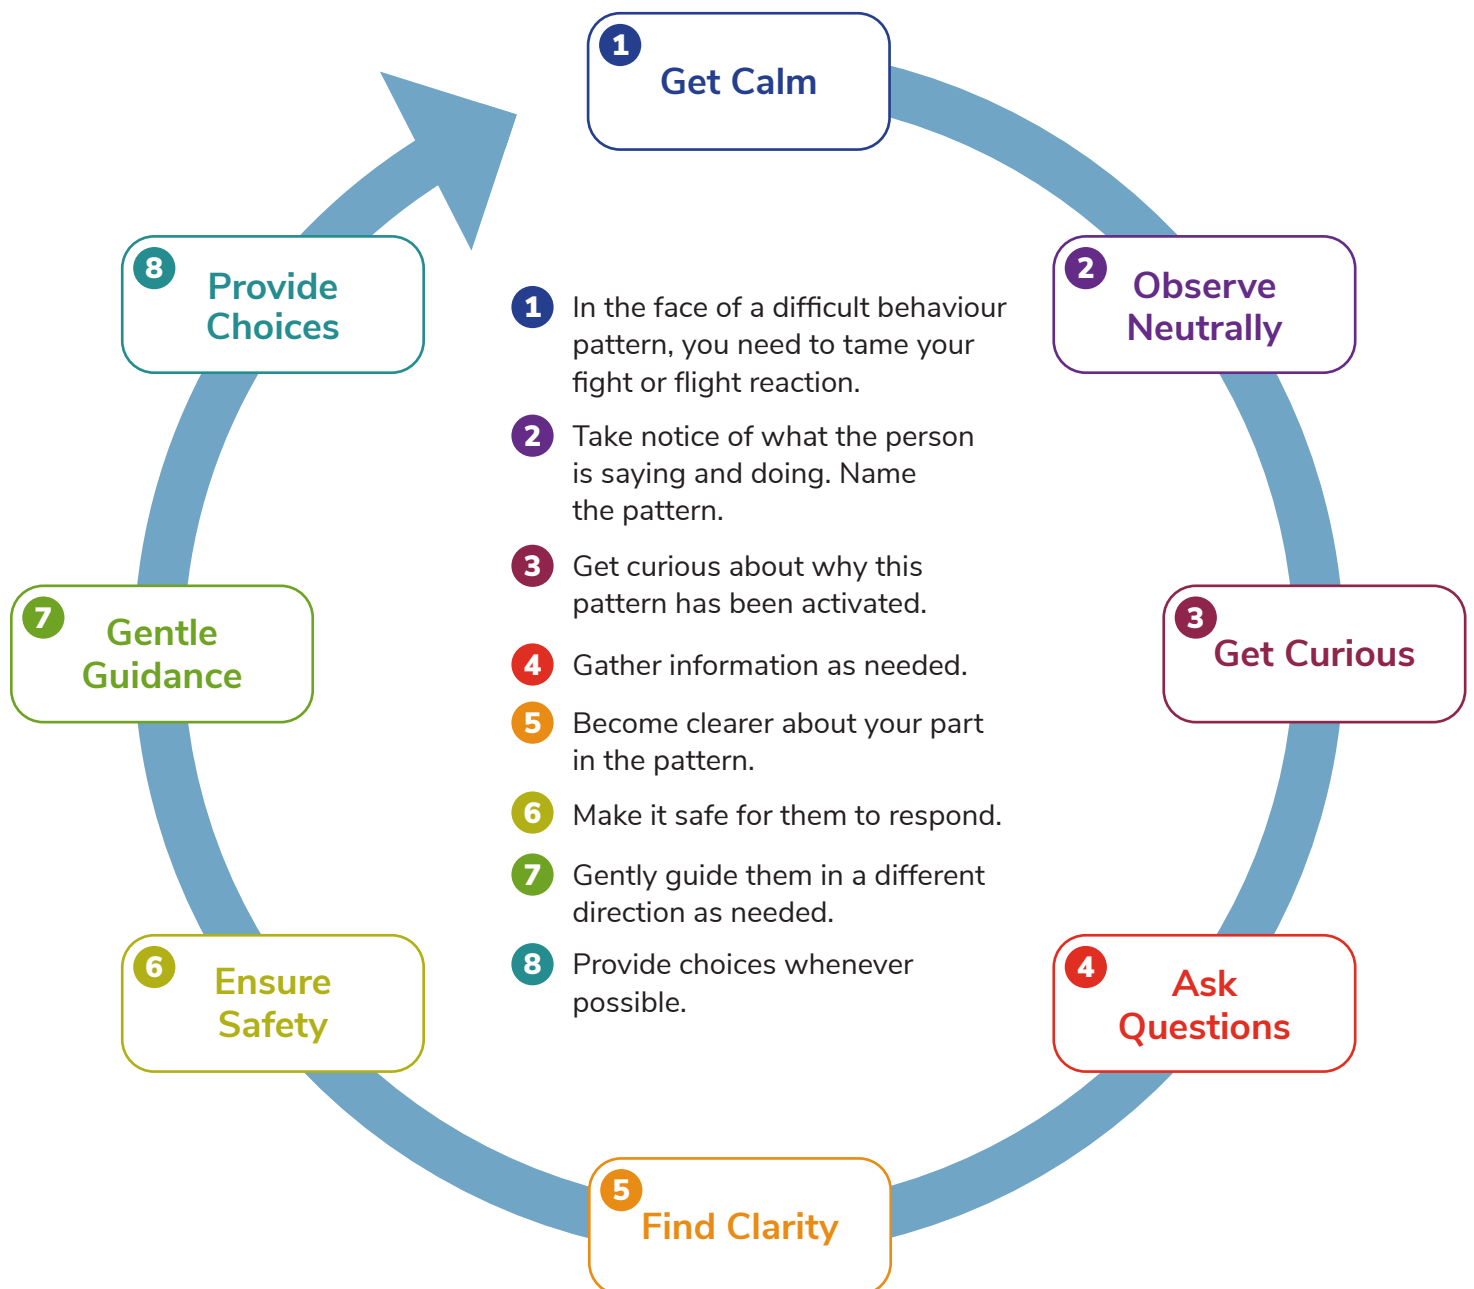 1
Get Calm
2
Observe
Neutrally
3
Get Curious
4
Ask
Questions
5
Find Clarity
6
Ensure
Safety
7
Gentle
Guidance
8
Provide
Choices
1 In the face of a difficult behaviour
pattern, you need to tame your
fight or flight reaction.
2 Take notice of what the person
is saying and doing. Name
the pattern.
3 Get curious about why this
pattern has been activated.
4 Gather information as needed.
5 Become clearer about your part
in the pattern.
6 Make it safe for them to respond.
7 Gently guide them in a different
direction as needed.
8 Provide choices whenever
possible.